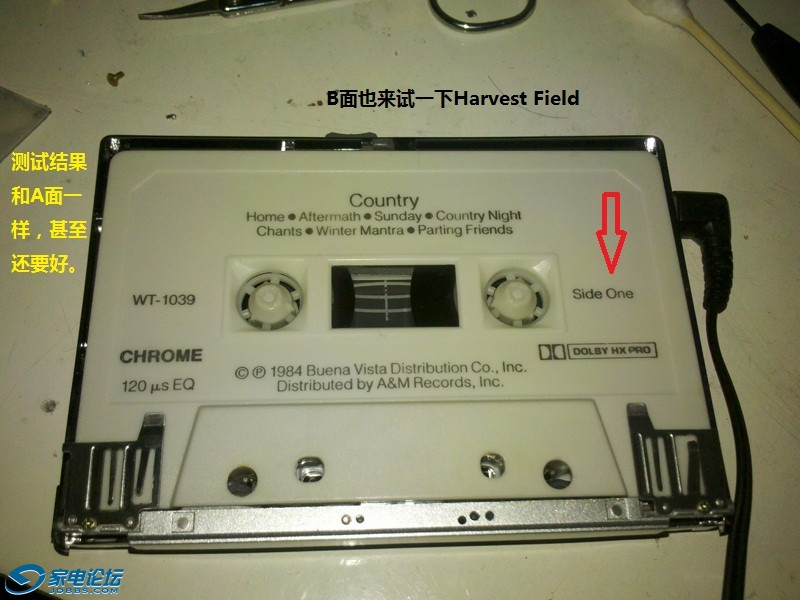 B面也来试一下Harvest Field
测试结果
和A面一
样，甚至
还要好。
Country
Home ● Aftermath ● Sunday ● Country Night
Chants ● Winter Mantra ● Parting Friends
WT-1039
Side One
CHROME
120 µs EQ
© ℗ 1984 Buena Vista Distribution Co., Inc.
Distributed by A&M Records, Inc.
DOLBY HX PRO
家电论坛
JDBBS.COM